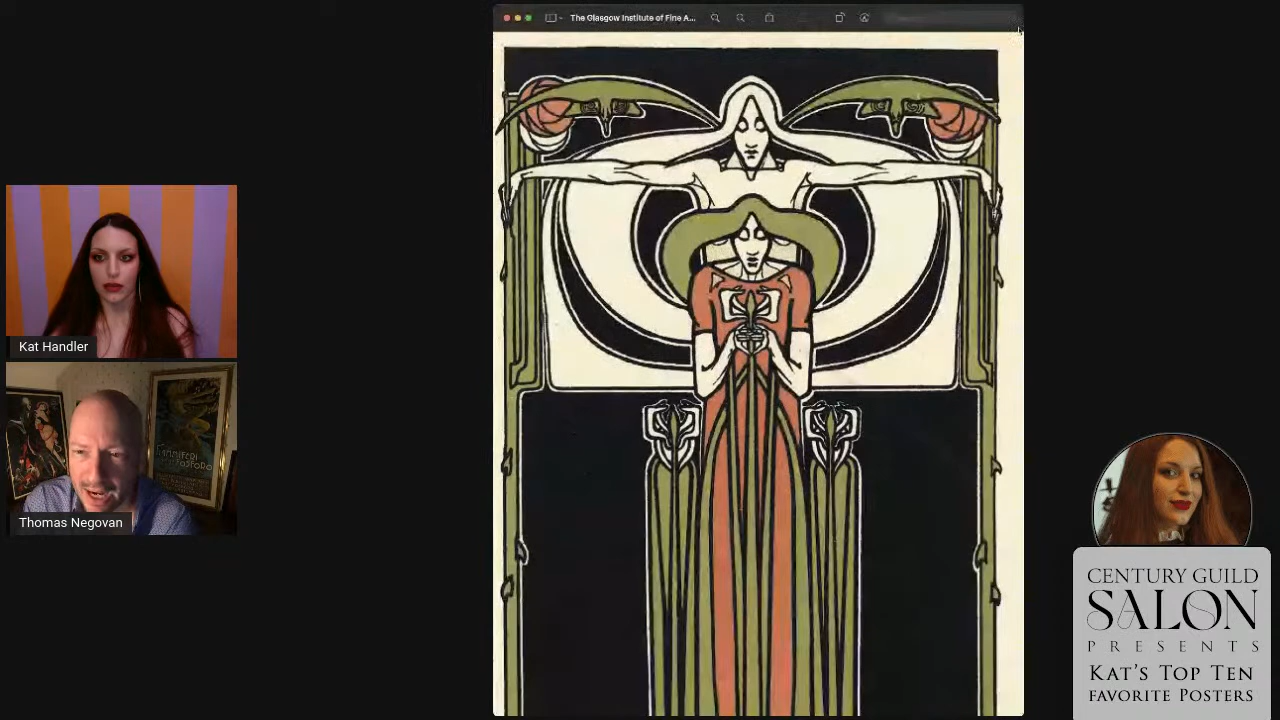 The Glasgow Institute of Fine A...
Kat Handler
Thomas Negovan
CENTURY GUILD
SALON
PRESENTS
KAT'S TOP TEN
FAVORITE POSTERS